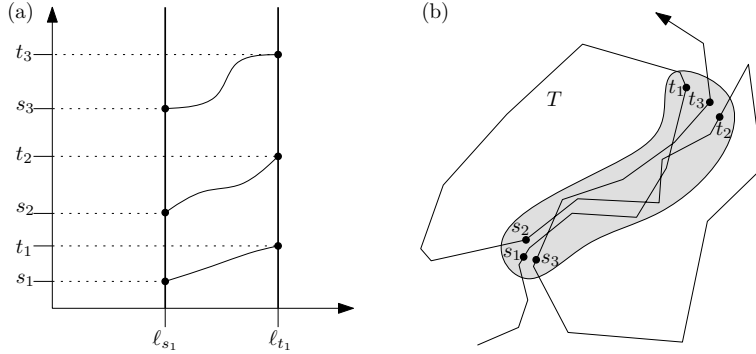 (a)
t₃
s₃
t₂
s₂
t₁
s₁
ℓₛ₁
ℓₜ₁
(b)
T
t₁
t₃
t₂
s₂
s₁
s₃